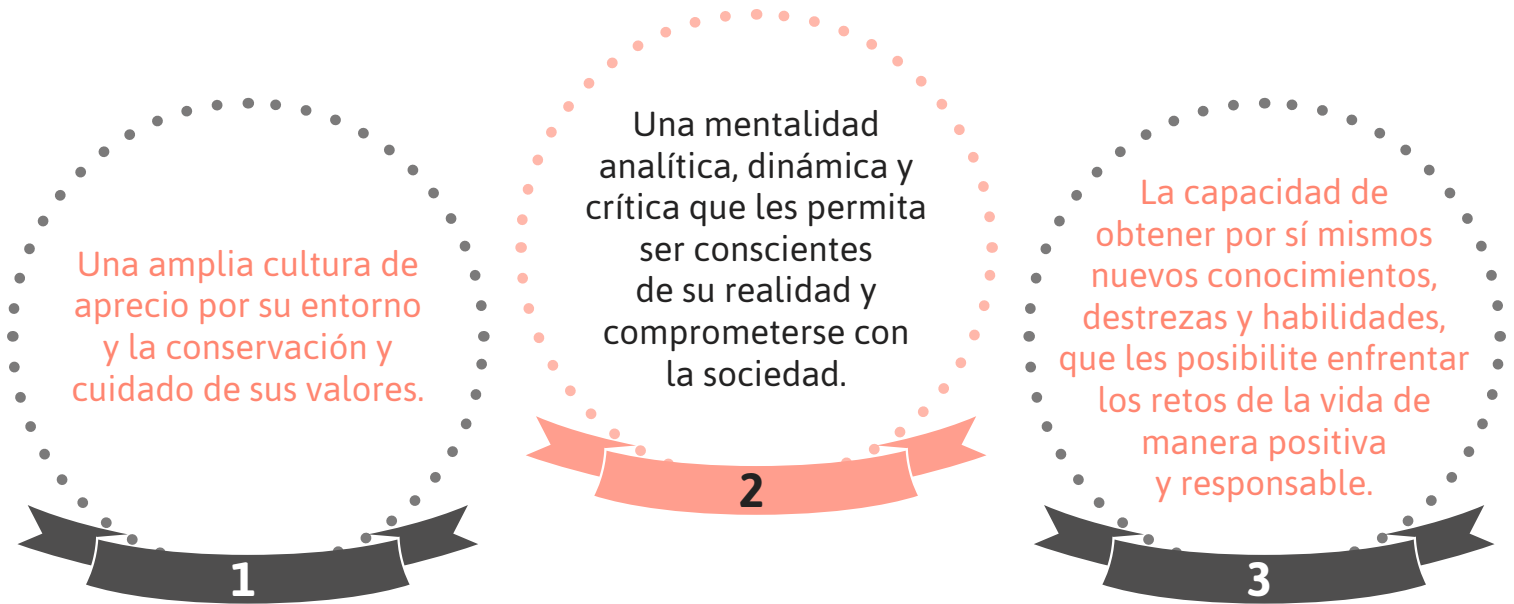 Una amplia cultura de
aprecio por su entorno
y la conservación y
cuidado de sus valores.
1
Una mentalidad
analítica, dinámica y
crítica que les permita
ser conscientes
de su realidad y
comprometerse con
la sociedad.
2
La capacidad de
obtener por sí mismos
nuevos conocimientos,
destrezas y habilidades,
que les posibilite enfrentar
los retos de la vida de
manera positiva
y responsable.
3